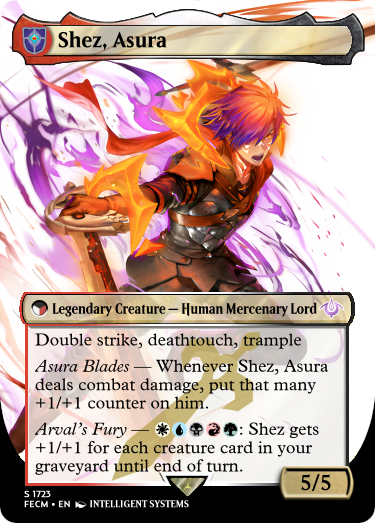 Shez, Asura
Legendary Creature — Human Mercenary Lord
Double strike, deathtouch, trample
Asura Blades — Whenever Shez, Asura
deals combat damage, put that many
+1/+1 counter on him.
Arval's Fury — : Shez gets
+1/+1 for each creature card in your
graveyard until end of turn.
5/5
S 1723
FECM • EN INTELLIGENT SYSTEMS